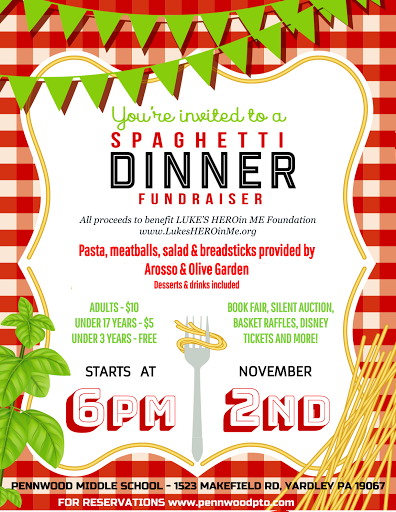 You're invited to a
SPAGHETTI
DINNER
FUNDRAISER
All proceeds to benefit LUKE'S HEROin ME Foundation
www.LukesHEROinMe.org
Pasta, meatballs, salad & breadsticks provided by
Arosso & Olive Garden
Desserts & drinks included
ADULTS - $10
UNDER 17 YEARS - $5
UNDER 3 YEARS - FREE
BOOK FAIR, SILENT AUCTION,
BASKET RAFFLES, DISNEY
TICKETS AND MORE!
STARTS AT
6PM
NOVEMBER
2ND
PENNWOOD MIDDLE SCHOOL - 1523 MAKEFIELD RD, YARDLEY PA 19067
FOR RESERVATIONS www.pennwoodpto.com